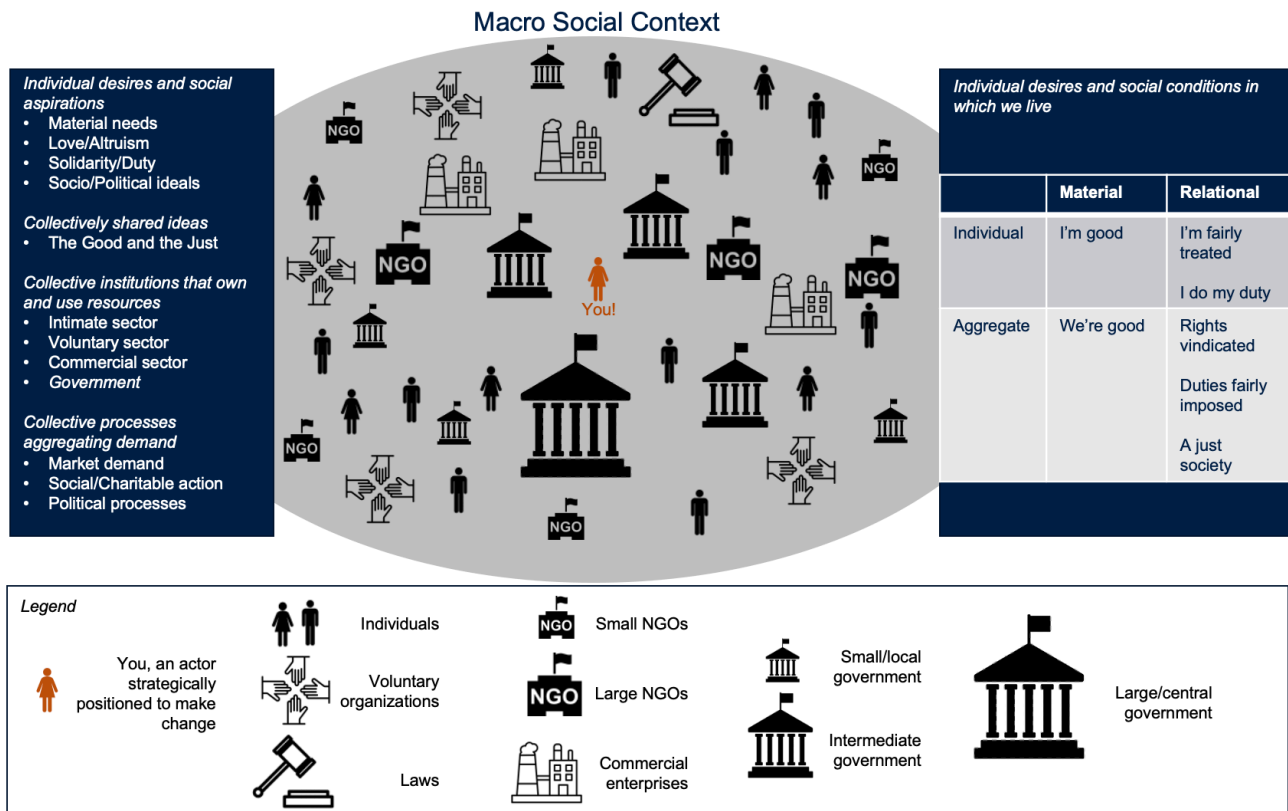 Macro Social Context
Individual desires and social
aspirations
• Material needs
• Love/Altruism
• Solidarity/Duty
• Socio/Political ideals
Collectively shared ideas
• The Good and the Just
Collective institutions that own
and use resources
• Intimate sector
• Voluntary sector
• Commercial sector
• Government
Collective processes
aggregating demand
• Market demand
• Social/Charitable action
• Political processes
NGO
NGO
NGO
NGO
NGO
You!
NGO
NGO
Individual desires and social conditions in
which we live
Material Relational
Individual I'm good I'm fairly
treated
I do my duty
Aggregate We're good Rights
vindicated
Duties fairly
imposed
A just
society
Legend
You, an actor
strategically
positioned to make
change
Individuals
Voluntary
organizations
Laws
NGO Small NGOs
NGO Large NGOs
Commercial
enterprises
Small/local
government
Intermediate
government
Large/central
government